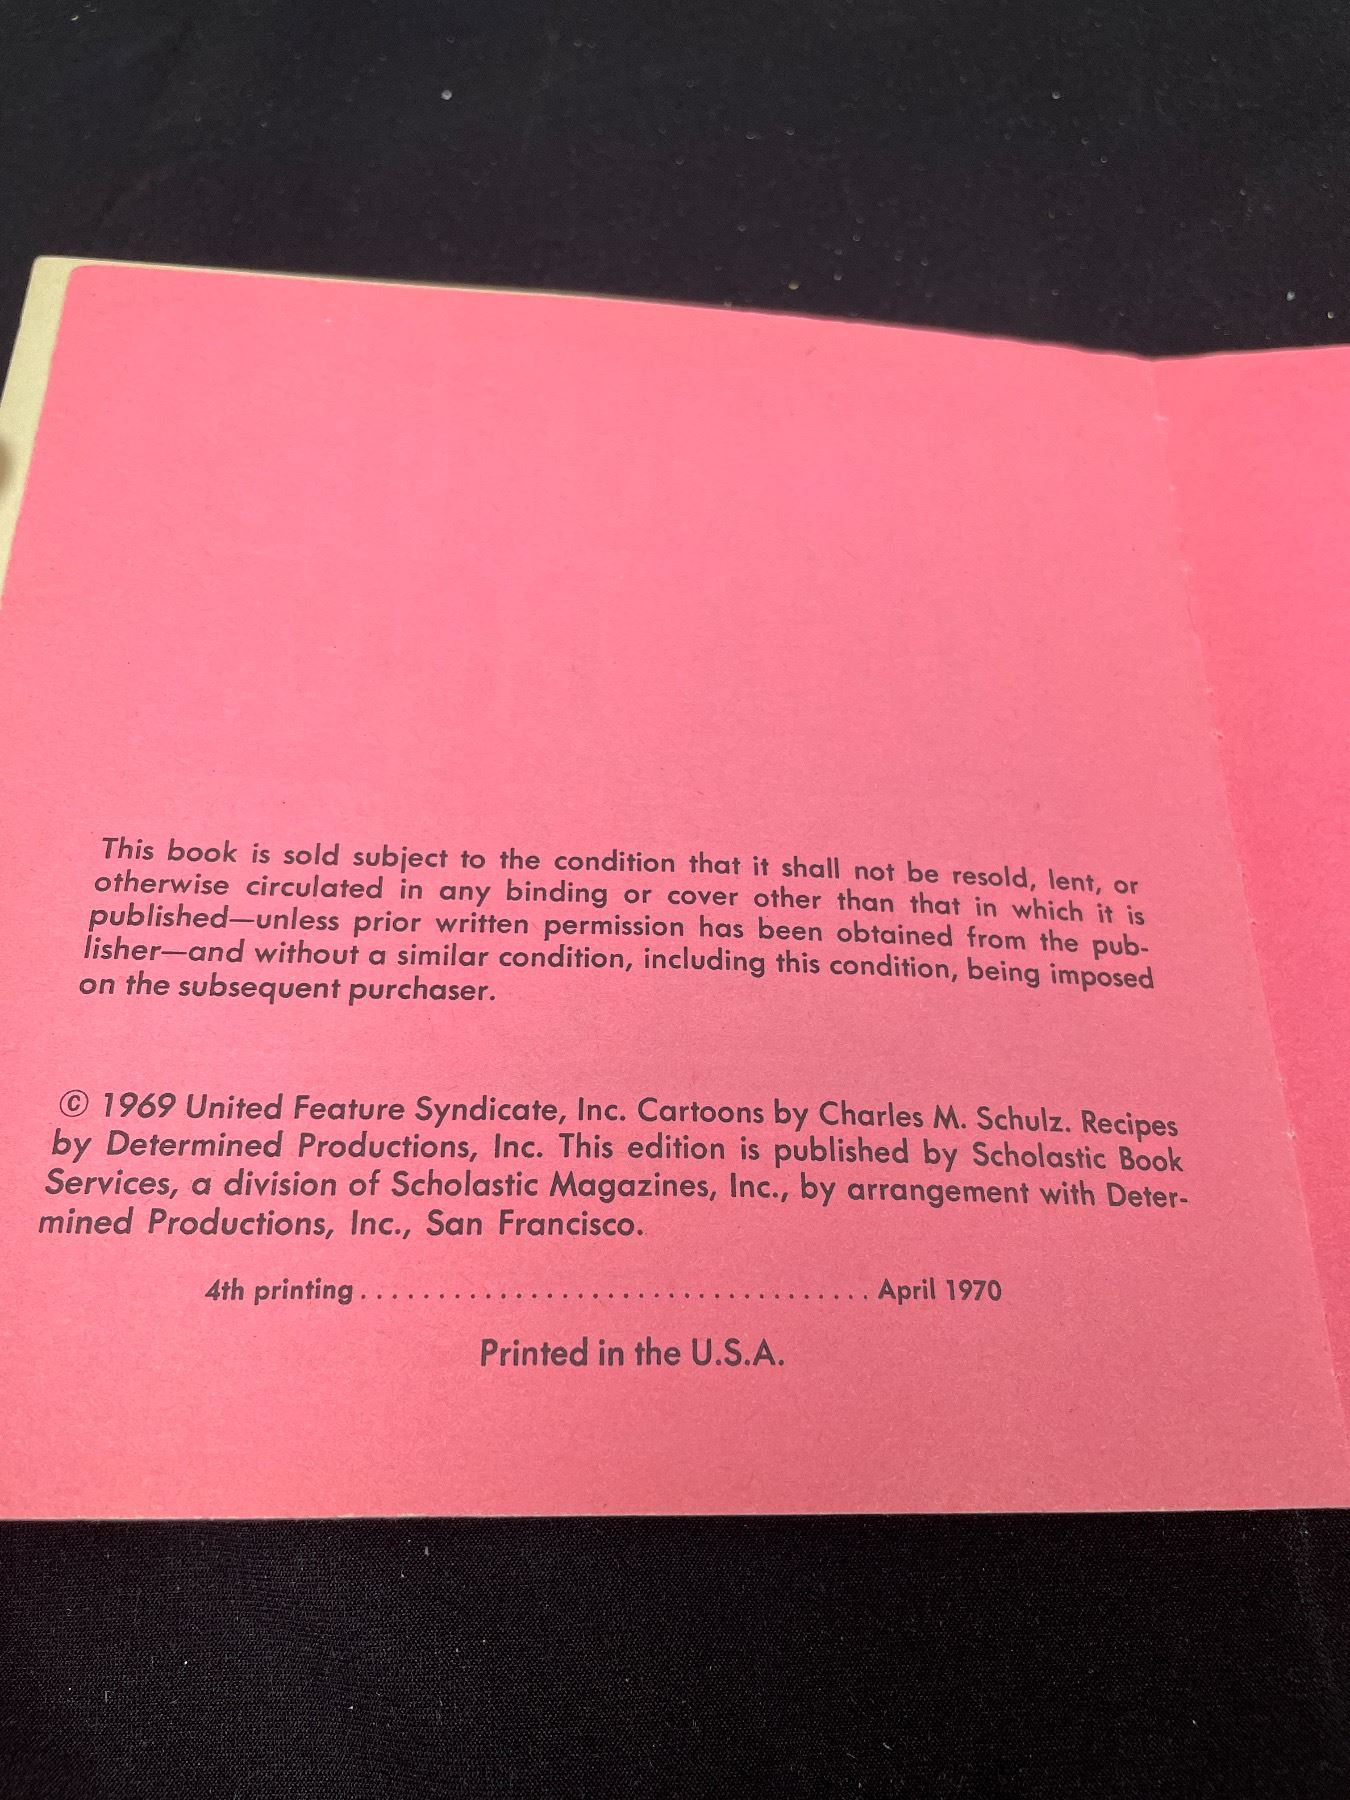 This book is sold subject to the condition that it shall not be resold, lent, or
otherwise circulated in any binding or cover other than that in which it is
published—unless prior written permission has been obtained from the pub-
lisher—and without a similar condition, including this condition, being imposed
on the subsequent purchaser.
© 1969 United Feature Syndicate, Inc. Cartoons by Charles M. Schulz. Recipes
by Determined Productions, Inc. This edition is published by Scholastic Book
Services, a division of Scholastic Magazines, Inc., by arrangement with Deter-
mined Productions, Inc., San Francisco.
4th printing.................................April 1970
Printed in the U.S.A.